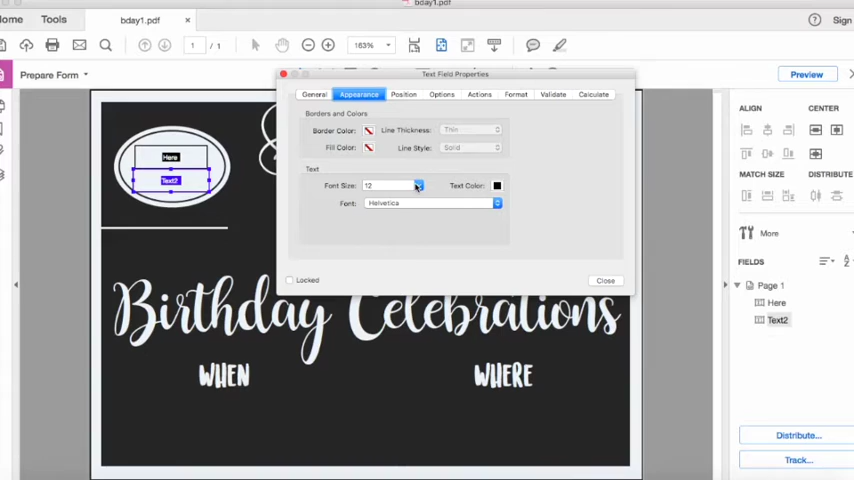 bday1.pdf
ome Tools bday1.pdf × Sign
1 / 1 163%
Prepare Form Preview
Text Field Properties
General Appearance Position Options Actions Format Validate Calculate
Borders and Colors
Border Color: Line Thickness: Thin
Fill Color: Line Style: Solid
Text
Font Size: 12 Text Color:
Font: Helvetica
Locked Close
Here
Text2
Birthday Celebrations
WHEN WHERE
ALIGN CENTER
MATCH SIZE DISTRIBUTE
More
FIELDS
Page 1
Here
Text2
Distribute...
Track...